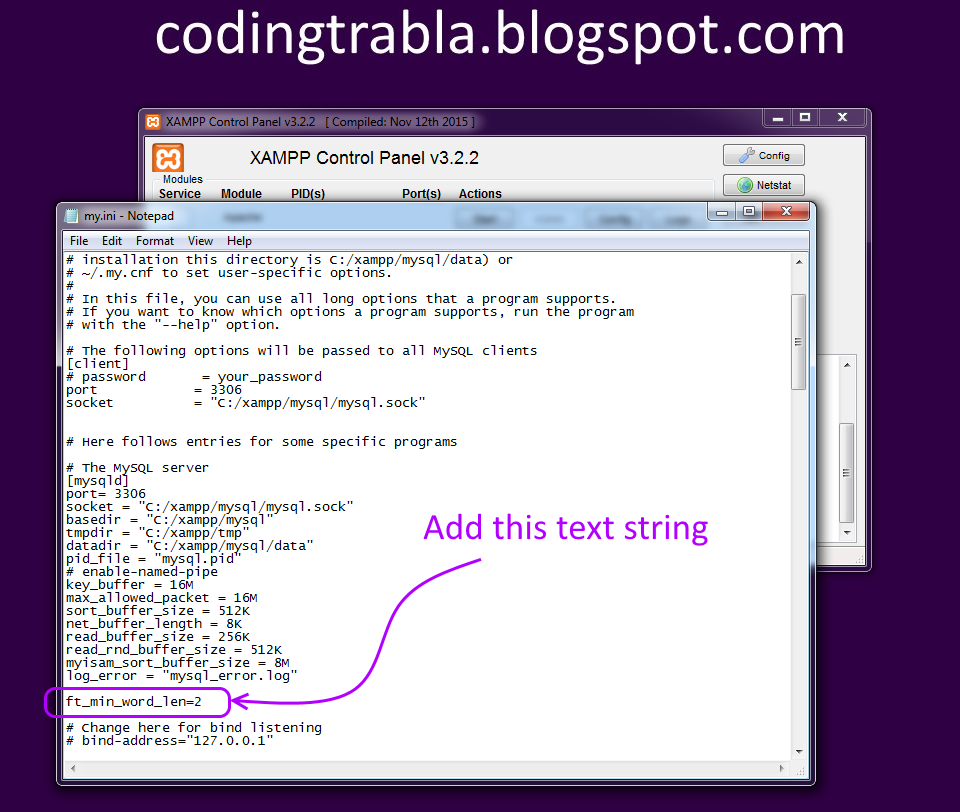 codingtrabla.blogspot.com
XAMPP Control Panel v3.2.2 [ Compiled: Nov 12th 2015 ]
XAMPP Control Panel v3.2.2
Config
Modules
Netstat
Service Module PID(s) Port(s) Actions
my.ini - Notepad
File Edit Format View Help
# installation this directory is C:/xampp/mysql/data) or
# ~/.my.cnf to set user-specific options.
#
# In this file, you can use all long options that a program supports.
# If you want to know which options a program supports, run the program
# with the "--help" option.
# The following options will be passed to all MySQL clients
[client]
# password = your_password
port = 3306
socket = "C:/xampp/mysql/mysql.sock"
# Here follows entries for some specific programs
# The MySQL server
[mysqld]
port= 3306
socket = "C:/xampp/mysql/mysql.sock"
basedir = "C:/xampp/mysql"
tmpdir = "C:/xampp/tmp"
datadir = "C:/xampp/mysql/data"
pid_file = "mysql.pid"
# enable-named-pipe
key_buffer = 16M
max_allowed_packet = 16M
sort_buffer_size = 512K
net_buffer_length = 8K
read_buffer_size = 256K
read_rnd_buffer_size = 512K
myisam_sort_buffer_size = 8M
log_error = "mysql_error.log"
Add this text string
ft_min_word_len=2
# Change here for bind listening
# bind-address="127.0.0.1"